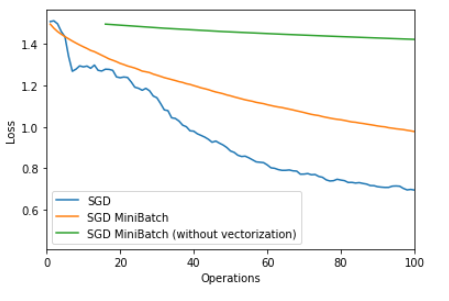 1.4
1.2
1.0
0.8
0.6
Loss
SGD
SGD MiniBatch
SGD MiniBatch (without vectorization)
0 20 40 60 80 100
Operations